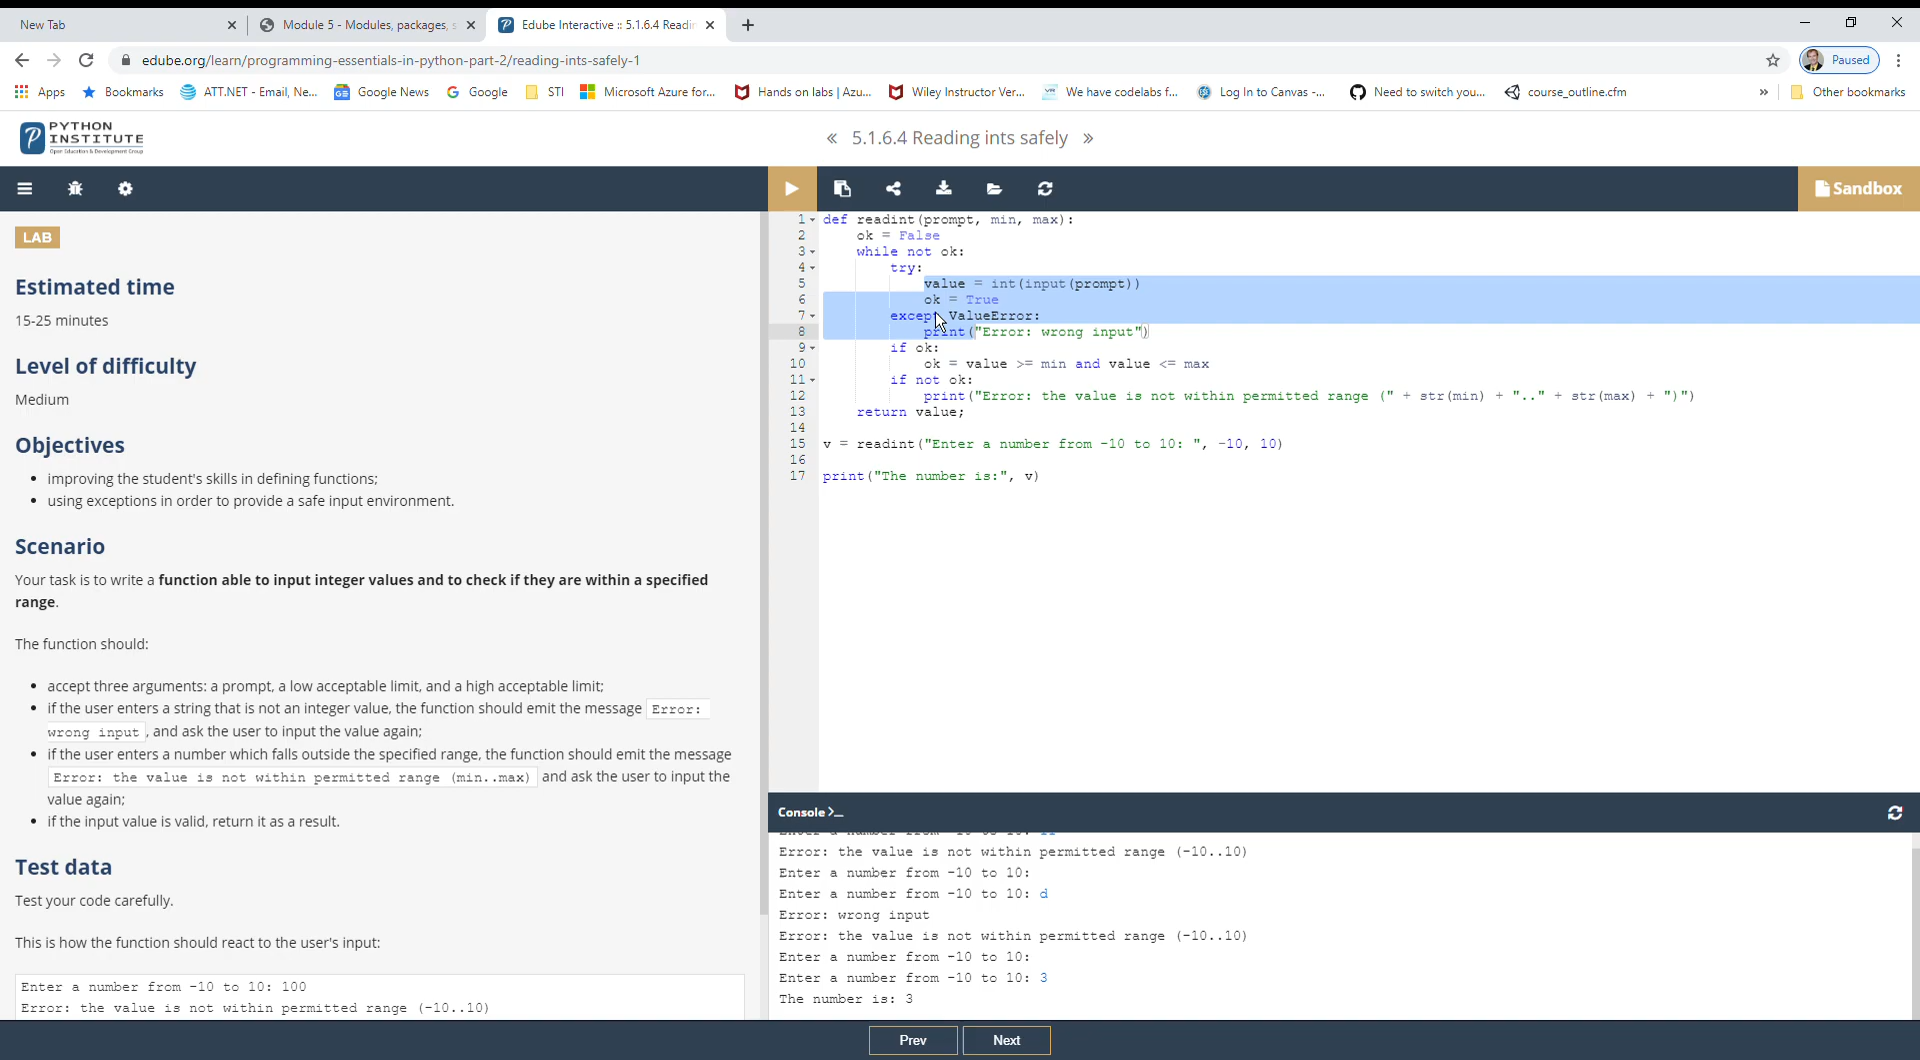 New Tab
Module 5 - Modules, packages, s
Edube Interactive :: 5.1.6.4 Readin
edube.org/learn/programming-essentials-in-python-part-2/reading-ints-safely-1
Paused
Apps
Bookmarks
ATT.NET - Email, Ne...
Google News
Google
STI
Microsoft Azure for...
Hands on labs | Azu...
Wiley Instructor Ver...
We have codelabs f...
Log In to Canvas -...
Need to switch you...
course_outline.cfm
»
Other bookmarks
PYTHON
INSTITUTE
Open Education & Development Group
« 5.1.6.4 Reading ints safely »
Sandbox
LAB
Estimated time
15-25 minutes
Level of difficulty
Medium
Objectives
• improving the student's skills in defining functions;
• using exceptions in order to provide a safe input environment.
Scenario
Your task is to write a function able to input integer values and to check if they are within a specified
range.
The function should:
• accept three arguments: a prompt, a low acceptable limit, and a high acceptable limit;
• if the user enters a string that is not an integer value, the function should emit the message Error:
wrong input , and ask the user to input the value again;
• if the user enters a number which falls outside the specified range, the function should emit the message
Error: the value is not within permitted range (min..max) and ask the user to input the
value again;
• if the input value is valid, return it as a result.
Test data
Test your code carefully.
This is how the function should react to the user's input:
Enter a number from -10 to 10: 100
Error: the value is not within permitted range (-10..10)
1 def readint(prompt, min, max):
2 ok = False
3 while not ok:
4 try:
5 value = int(input(prompt))
6 ok = True
7 except ValueError:
8 print("Error: wrong input")
9 if ok:
10 ok = value >= min and value <= max
11 if not ok:
12 print("Error: the value is not within permitted range (" + str(min) + ".." + str(max) + ")")
13 return value;
14
15 v = readint("Enter a number from -10 to 10: ", -10, 10)
16
17 print("The number is:", v)
Console >_
Enter a number from -10 to 10: 11
Error: the value is not within permitted range (-10..10)
Enter a number from -10 to 10:
Enter a number from -10 to 10: d
Error: wrong input
Error: the value is not within permitted range (-10..10)
Enter a number from -10 to 10:
Enter a number from -10 to 10: 3
The number is: 3
Prev
Next